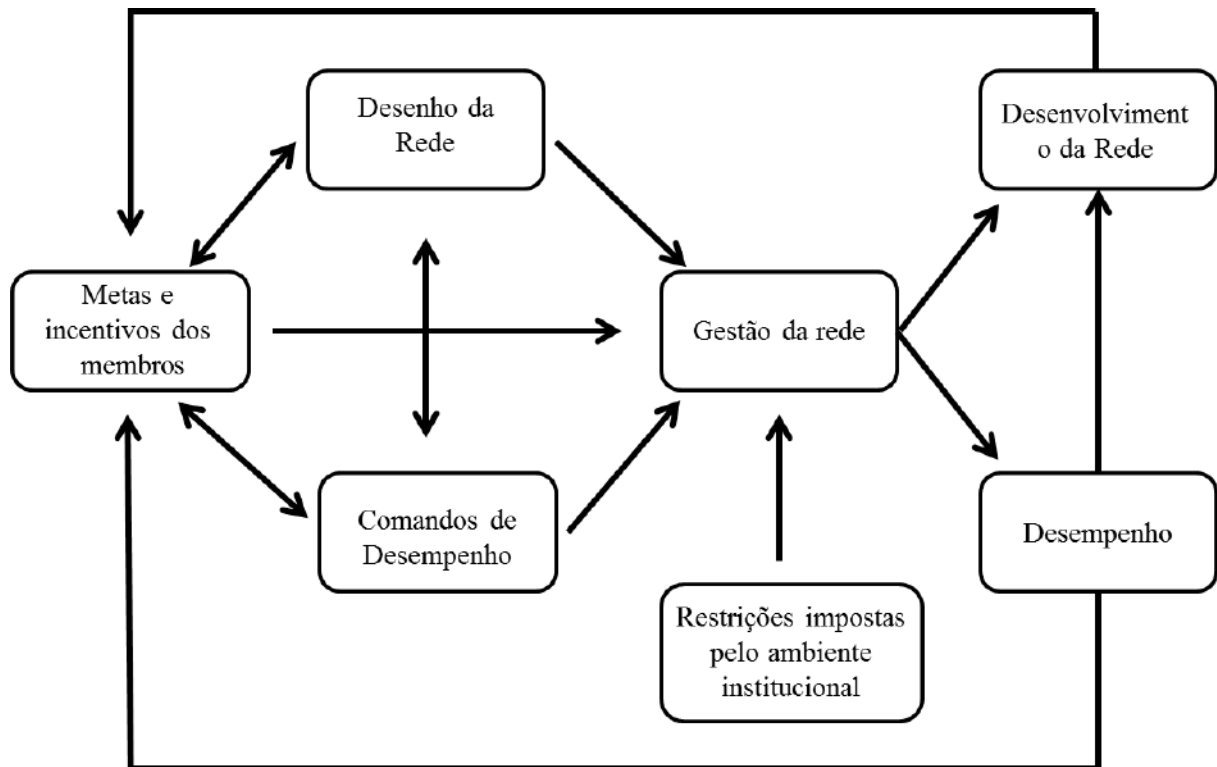 Desenho da
Rede
Desenvolviment
o da Rede
Metas e
incentivos dos
membros
Gestão da rede
Comandos de
Desempenho
Desempenho
Restrições impostas
pelo ambiente
institucional